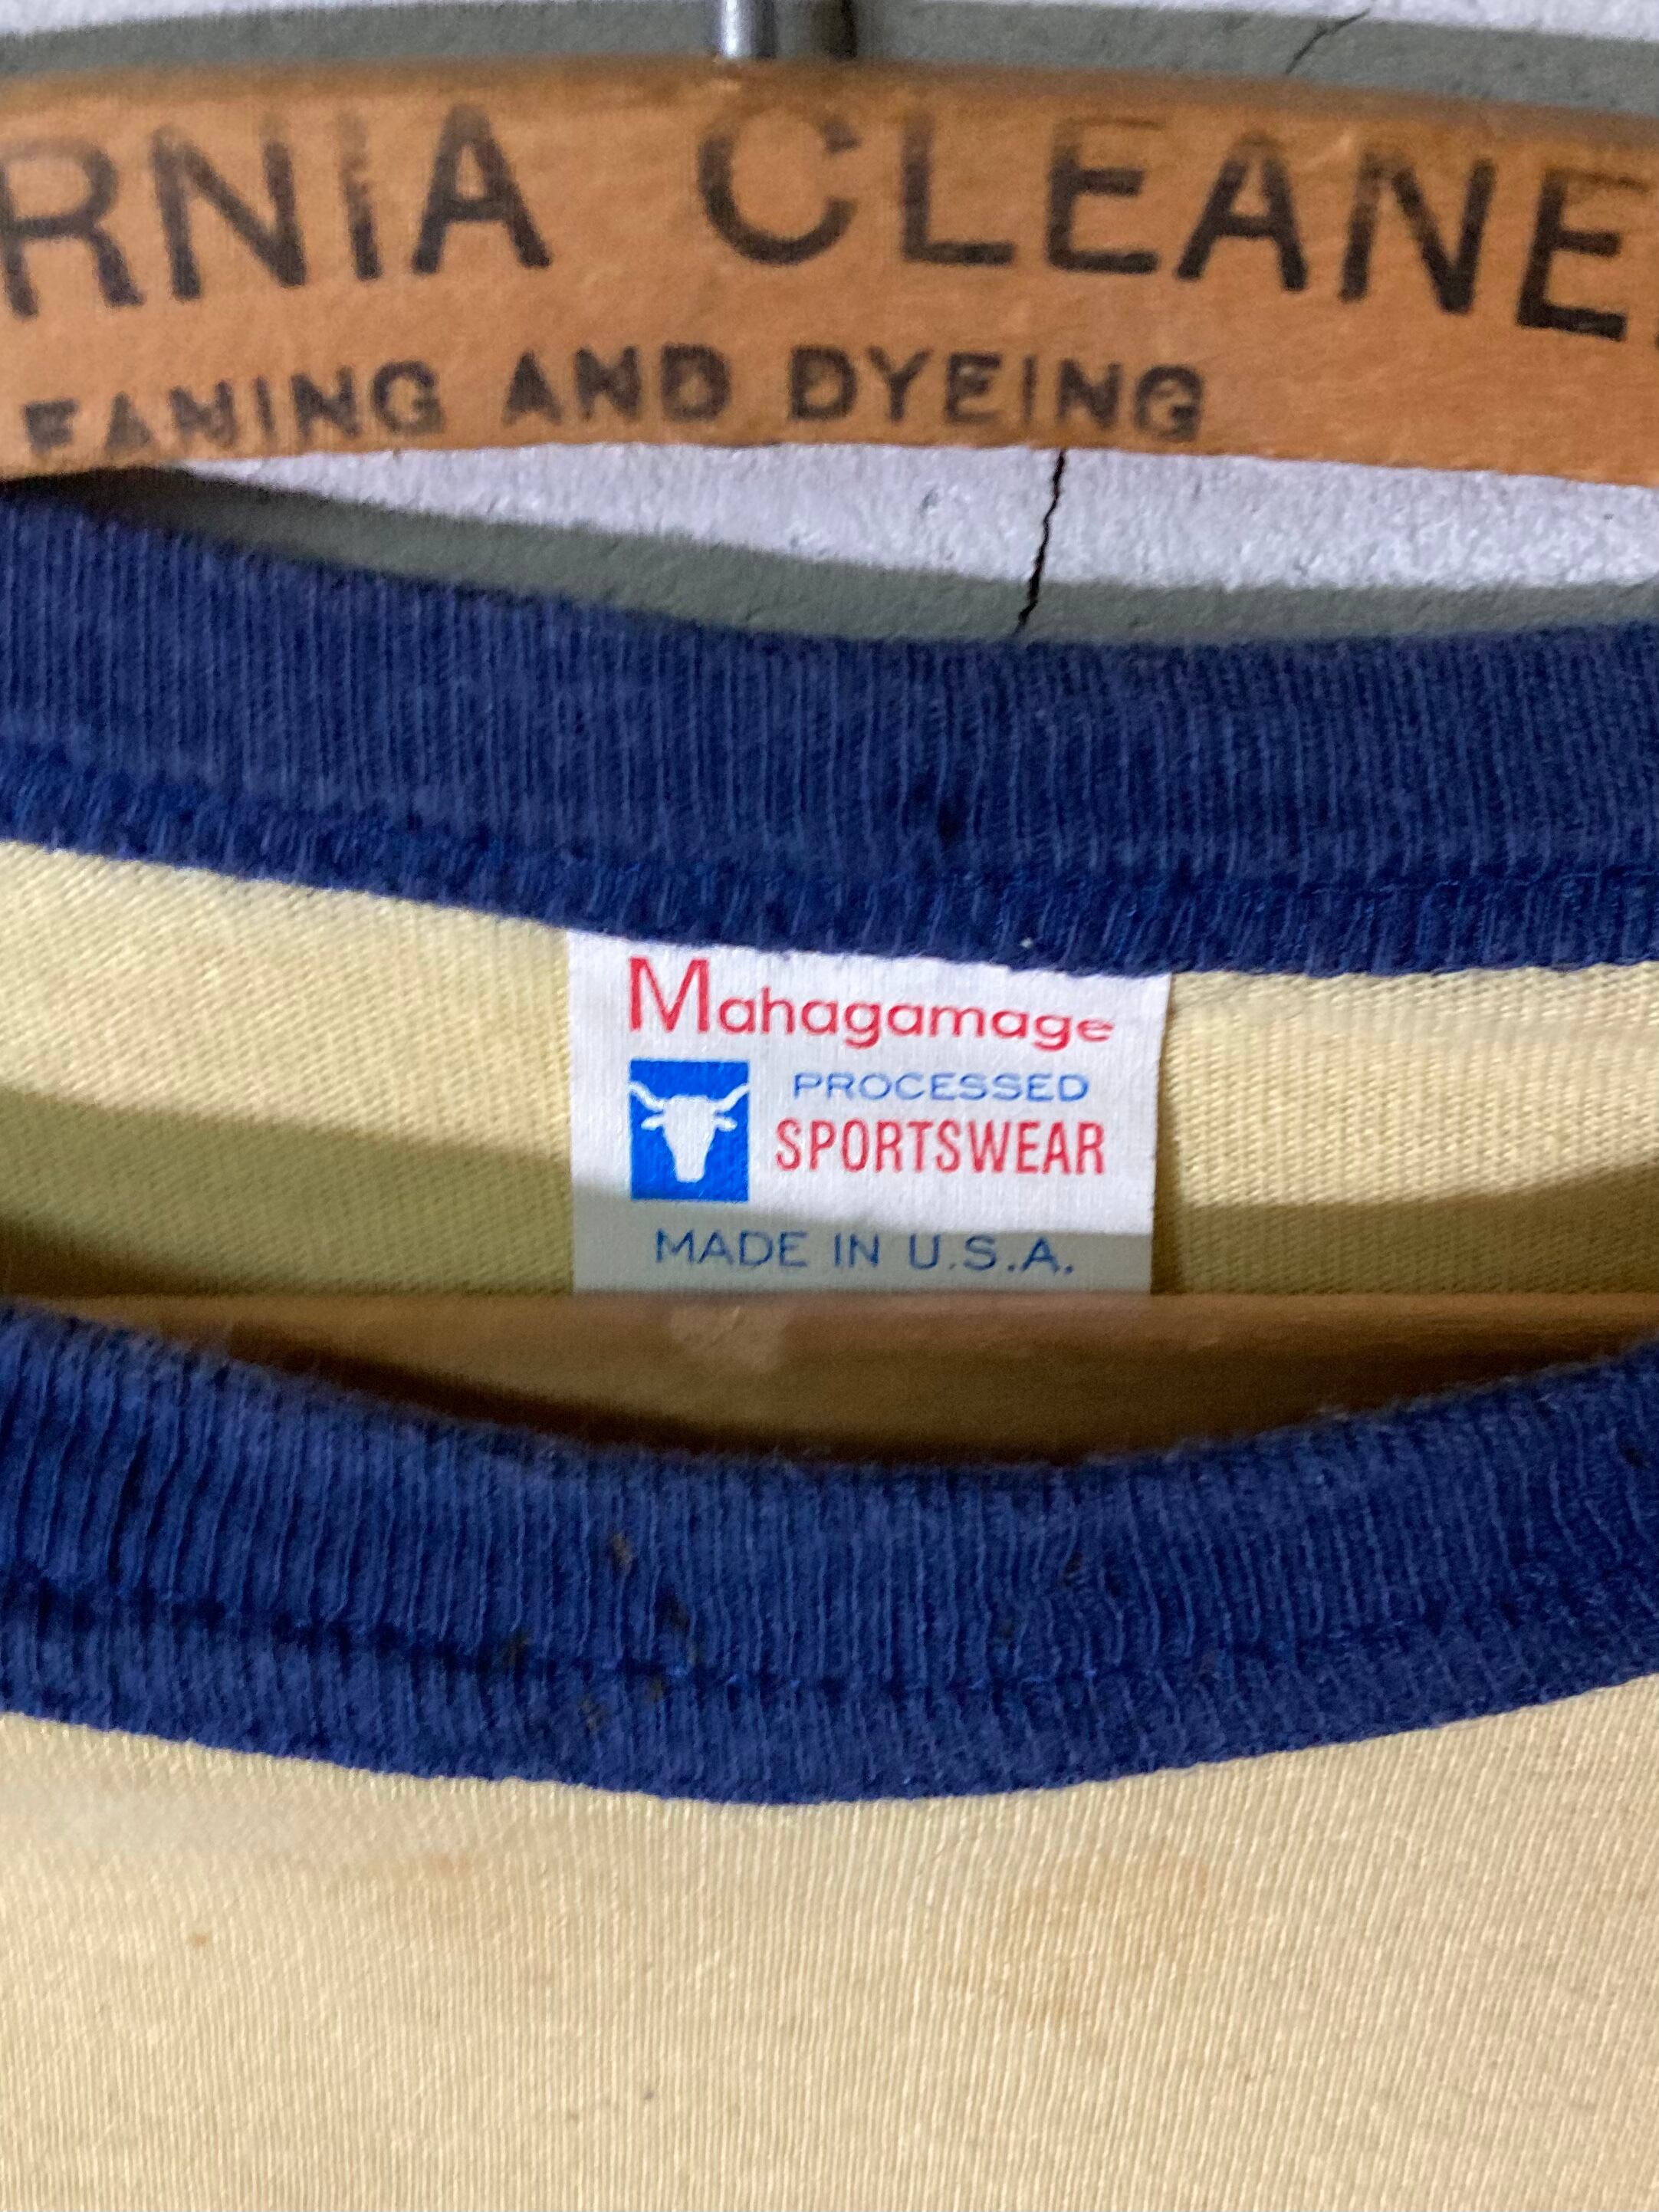 RNIA CLEANE
EANING AND DYEING
Mahagamage
PROCESSED
SPORTSWEAR
MADE IN U.S.A.